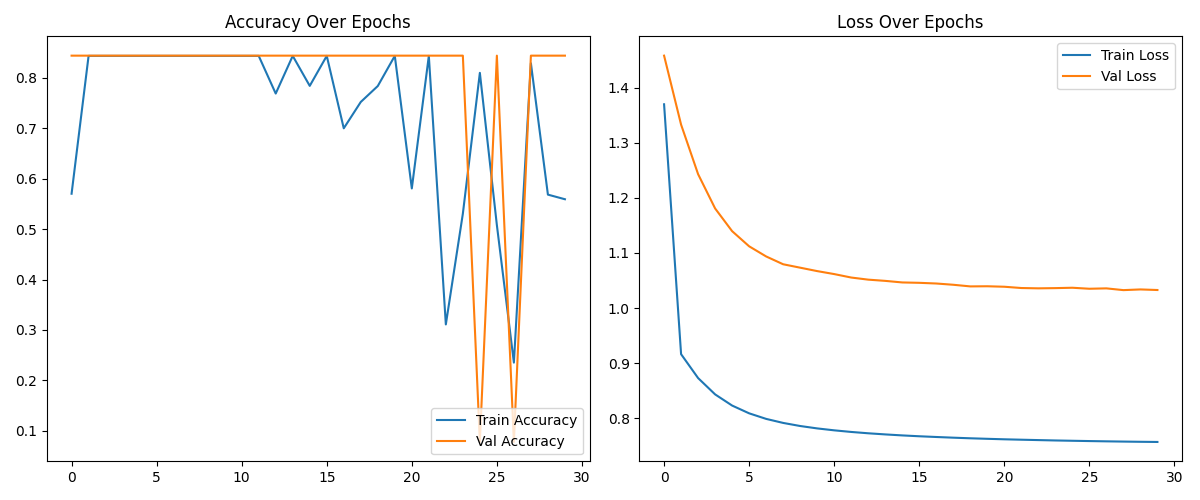 Accuracy Over Epochs
0.8
0.7
0.6
0.5
0.4
0.3
0.2
0.1
0 5 10 15 20 25 30
Train Accuracy
Val Accuracy
Loss Over Epochs
1.4
1.3
1.2
1.1
1.0
0.9
0.8
0 5 10 15 20 25 30
Train Loss
Val Loss